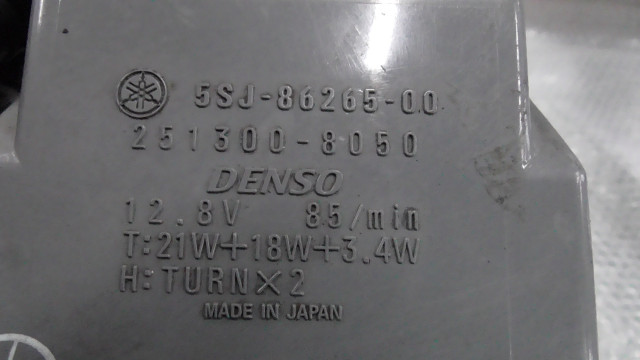 5SJ-86265-00
251300-8050
DENSO
12.8V 85/min
T:21W+18W+3.4W
H:TURN×2
MADE IN JAPAN